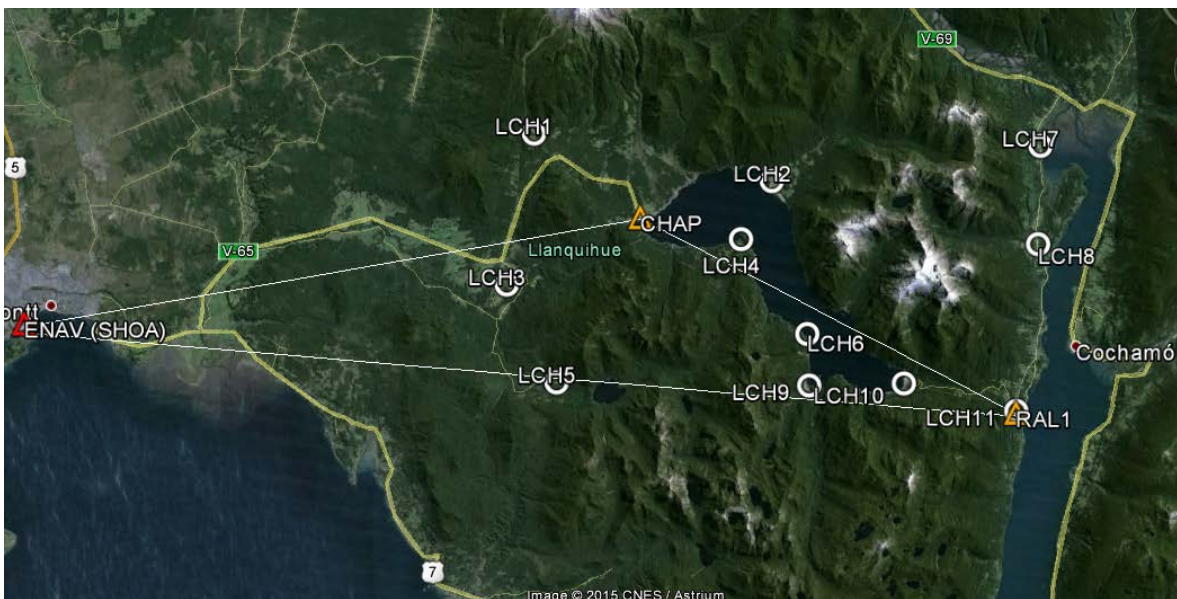 V-69
LCH1
LCH7
5
LCH2
CHAP
V-65
Llanquihue
LCH4
LCH8
LCH3
ontt
ENAV (SHOA)
LCH6
Cochamó
LCH5
LCH9
LCH10
LCH11
RAL1
7
Image © 2015 CNES / Astrium